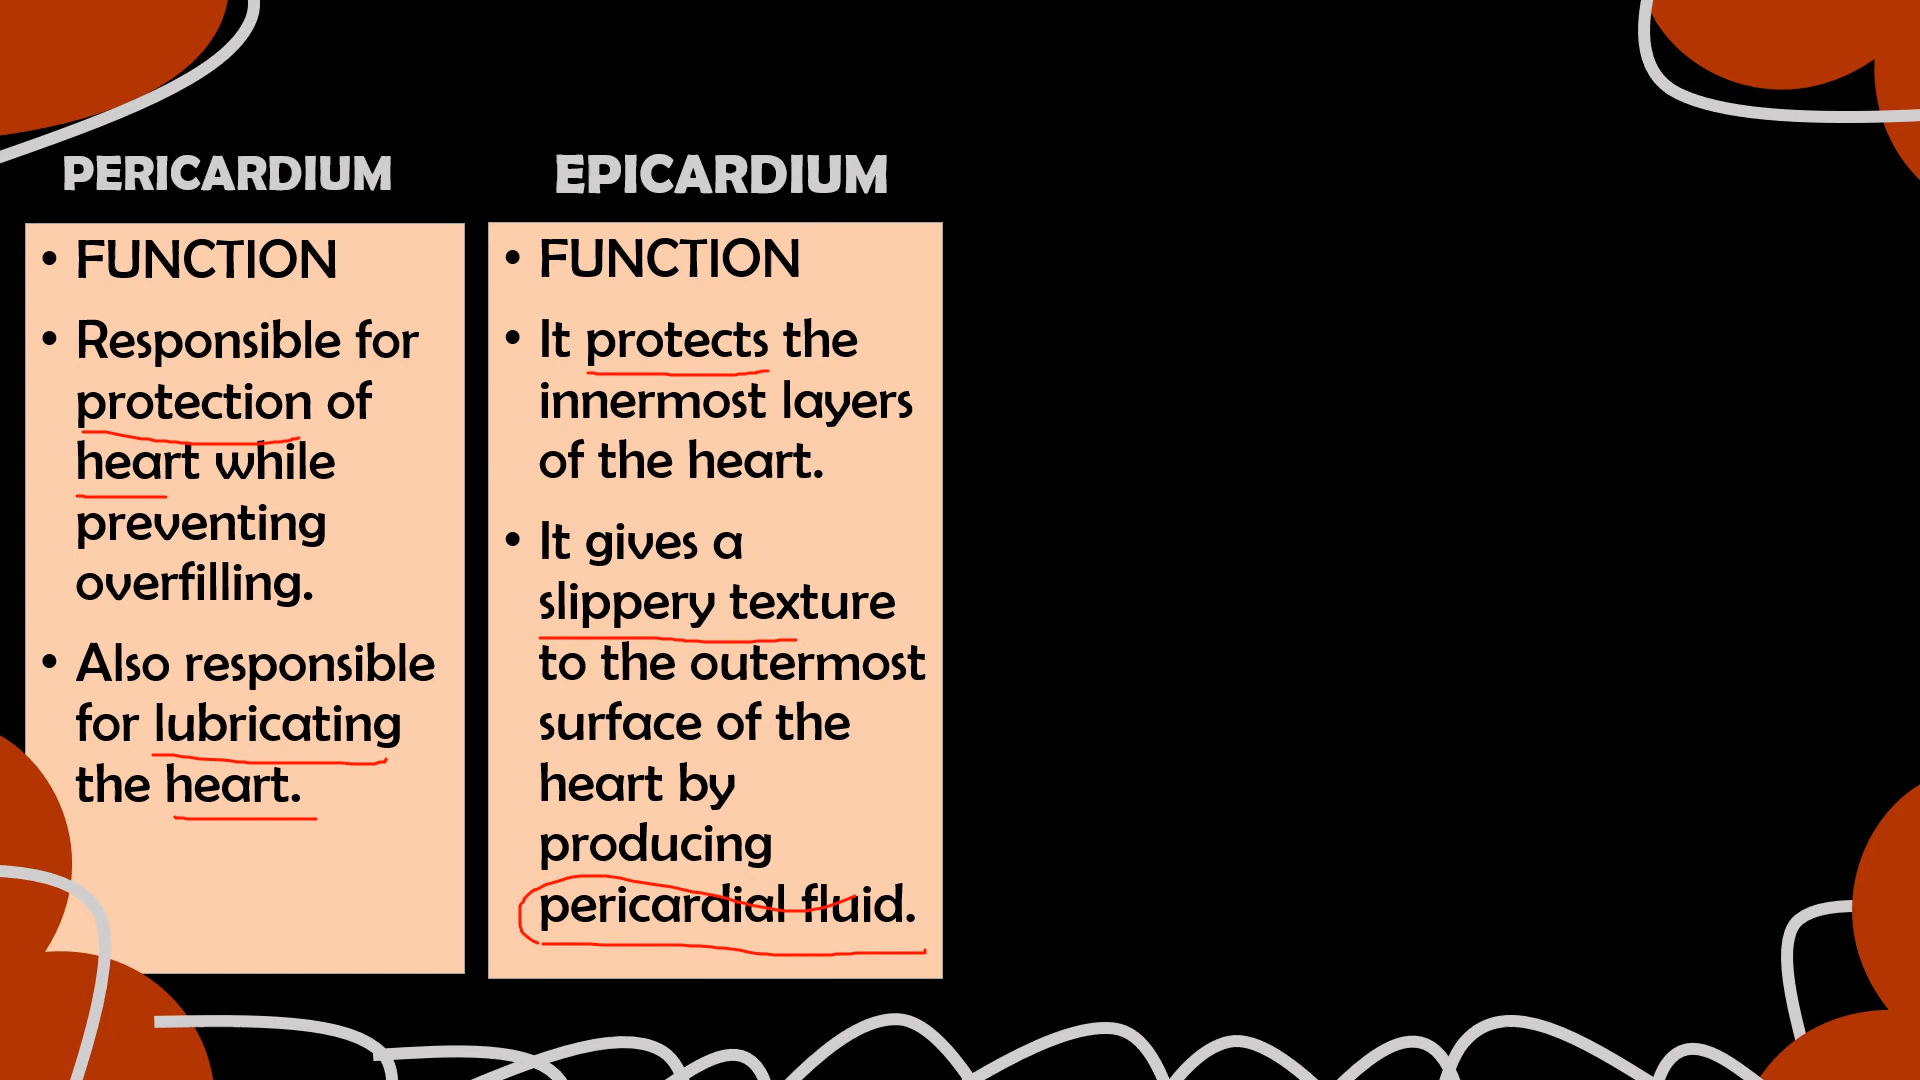 PERICARDIUM
• FUNCTION
• Responsible for
protection of
heart while
preventing
overfilling.
• Also responsible
for lubricating
the heart.
EPICARDIUM
• FUNCTION
• It protects the
innermost layers
of the heart.
• It gives a
slippery texture
to the outermost
surface of the
heart by
producing
pericardial fluid.